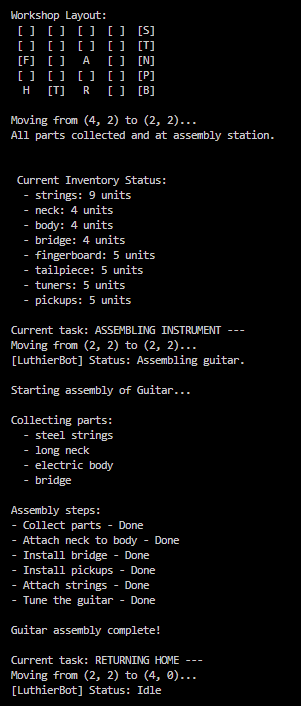 Workshop Layout:
[ ] [ ] [ ] [ ] [S]
[ ] [ ] [ ] [ ] [T]
[F] [ ] A [ ] [N]
[ ] [ ] [ ] [ ] [P]
H [T] R [ ] [B]
Moving from (4, 2) to (2, 2)...
All parts collected and at assembly station.
Current Inventory Status:
- strings: 9 units
- neck: 4 units
- body: 4 units
- bridge: 4 units
- fingerboard: 5 units
- tailpiece: 5 units
- tuners: 5 units
- pickups: 5 units
Current task: ASSEMBLING INSTRUMENT ---
Moving from (2, 2) to (2, 2)...
[LuthierBot] Status: Assembling guitar.
Starting assembly of Guitar...
Collecting parts:
- steel strings
- long neck
- electric body
- bridge
Assembly steps:
- Collect parts - Done
- Attach neck to body - Done
- Install bridge - Done
- Install pickups - Done
- Attach strings - Done
- Tune the guitar - Done
Guitar assembly complete!
Current task: RETURNING HOME ---
Moving from (2, 2) to (4, 0)...
[LuthierBot] Status: Idle